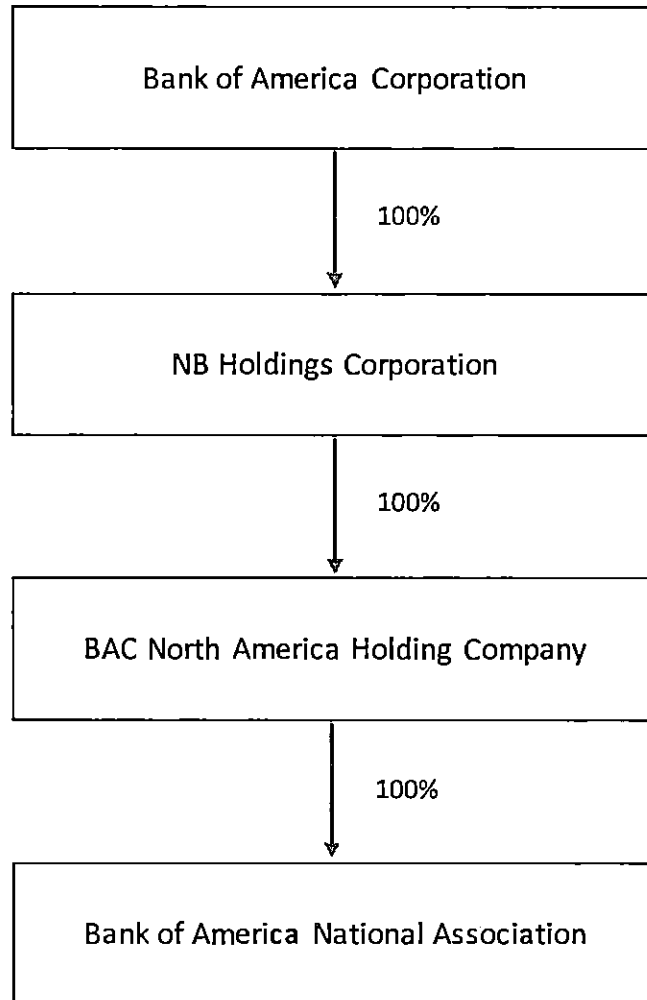 Bank of America Corporation
100%
NB Holdings Corporation
100%
BAC North America Holding Company
100%
Bank of America National Association